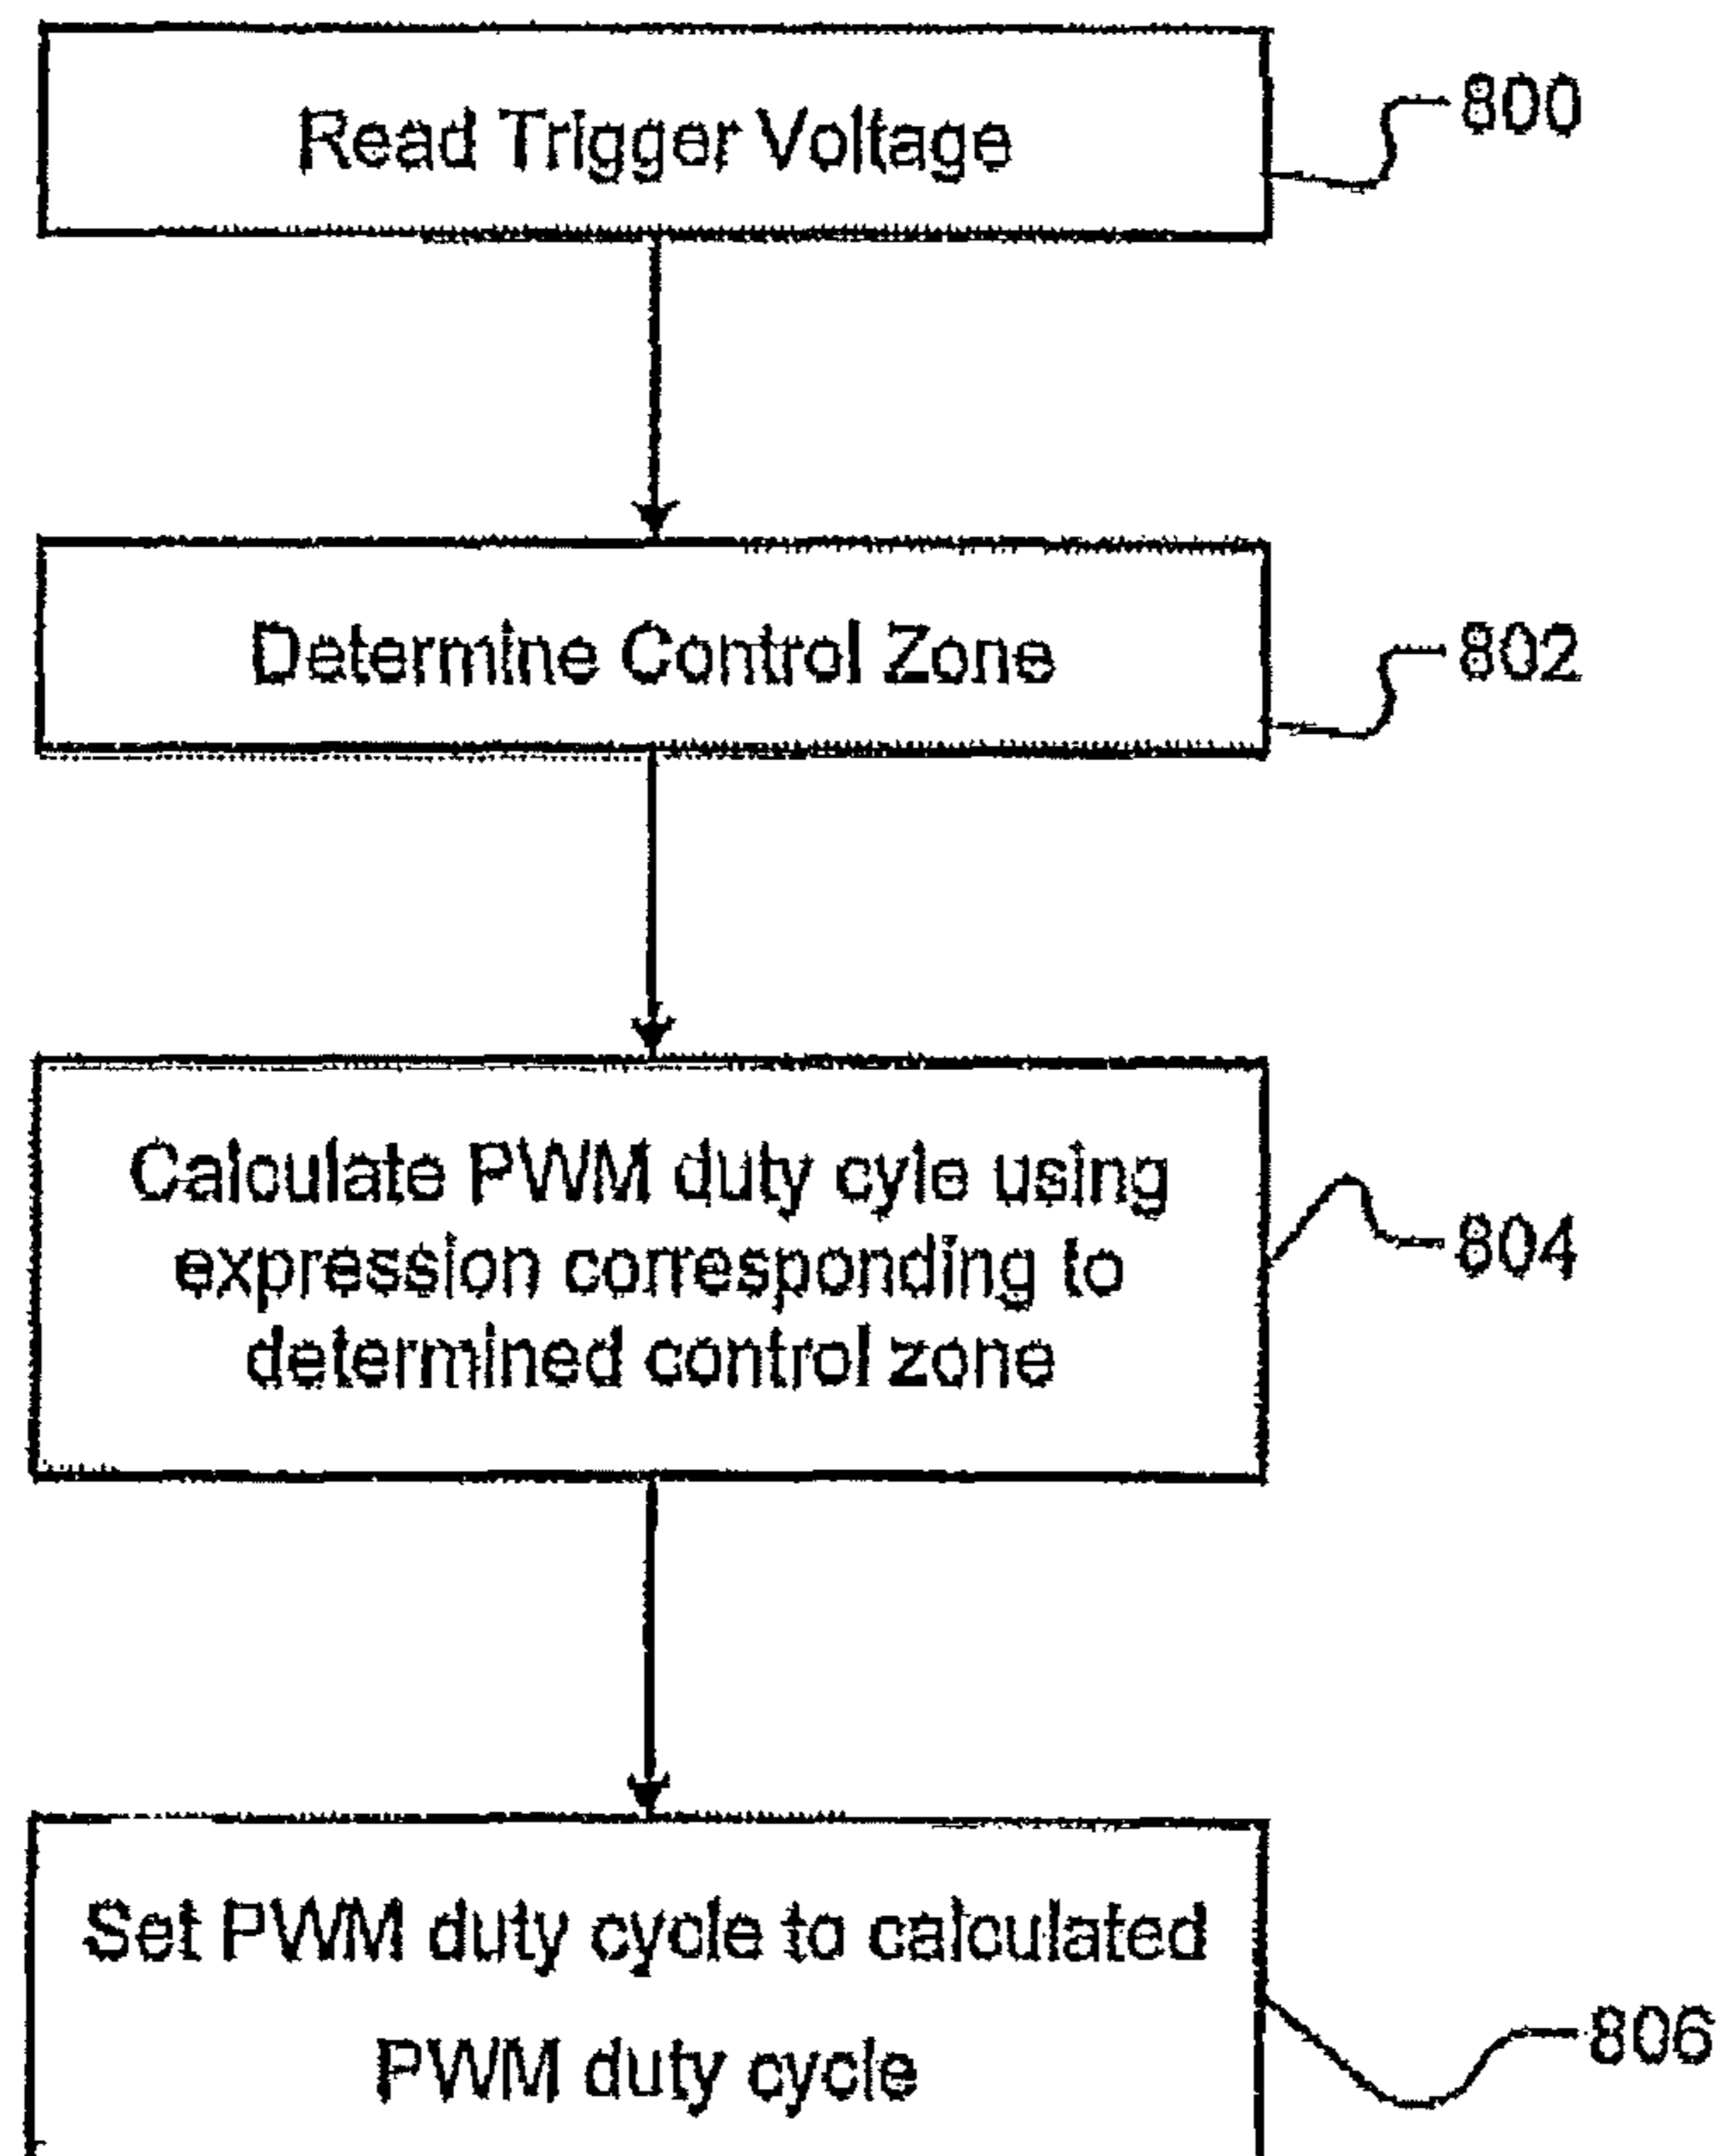 Read Trigger Voltage
800
Determine Control Zone
802
Calculate PWM duty cyle using
expression corresponding to
determined control zone
804
Set PWM duty cycle to calculated
PWM duty cycle
806